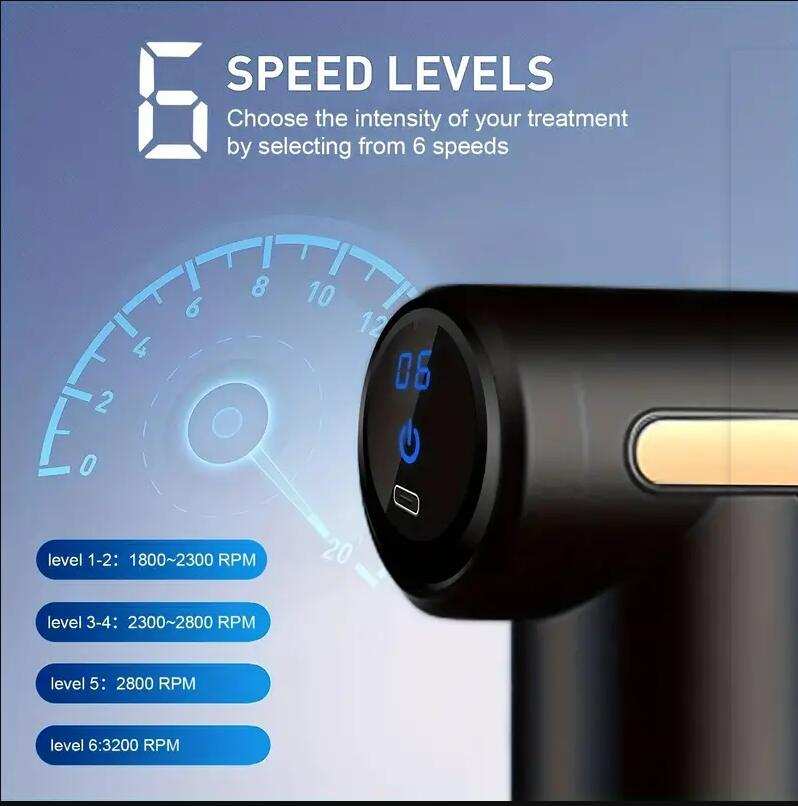 6 SPEED LEVELS
Choose the intensity of your treatment
by selecting from 6 speeds
0
2
4
6
8
10
12
20
06
level 1-2：1800~2300 RPM
level 3-4：2300~2800 RPM
level 5：2800 RPM
level 6:3200 RPM